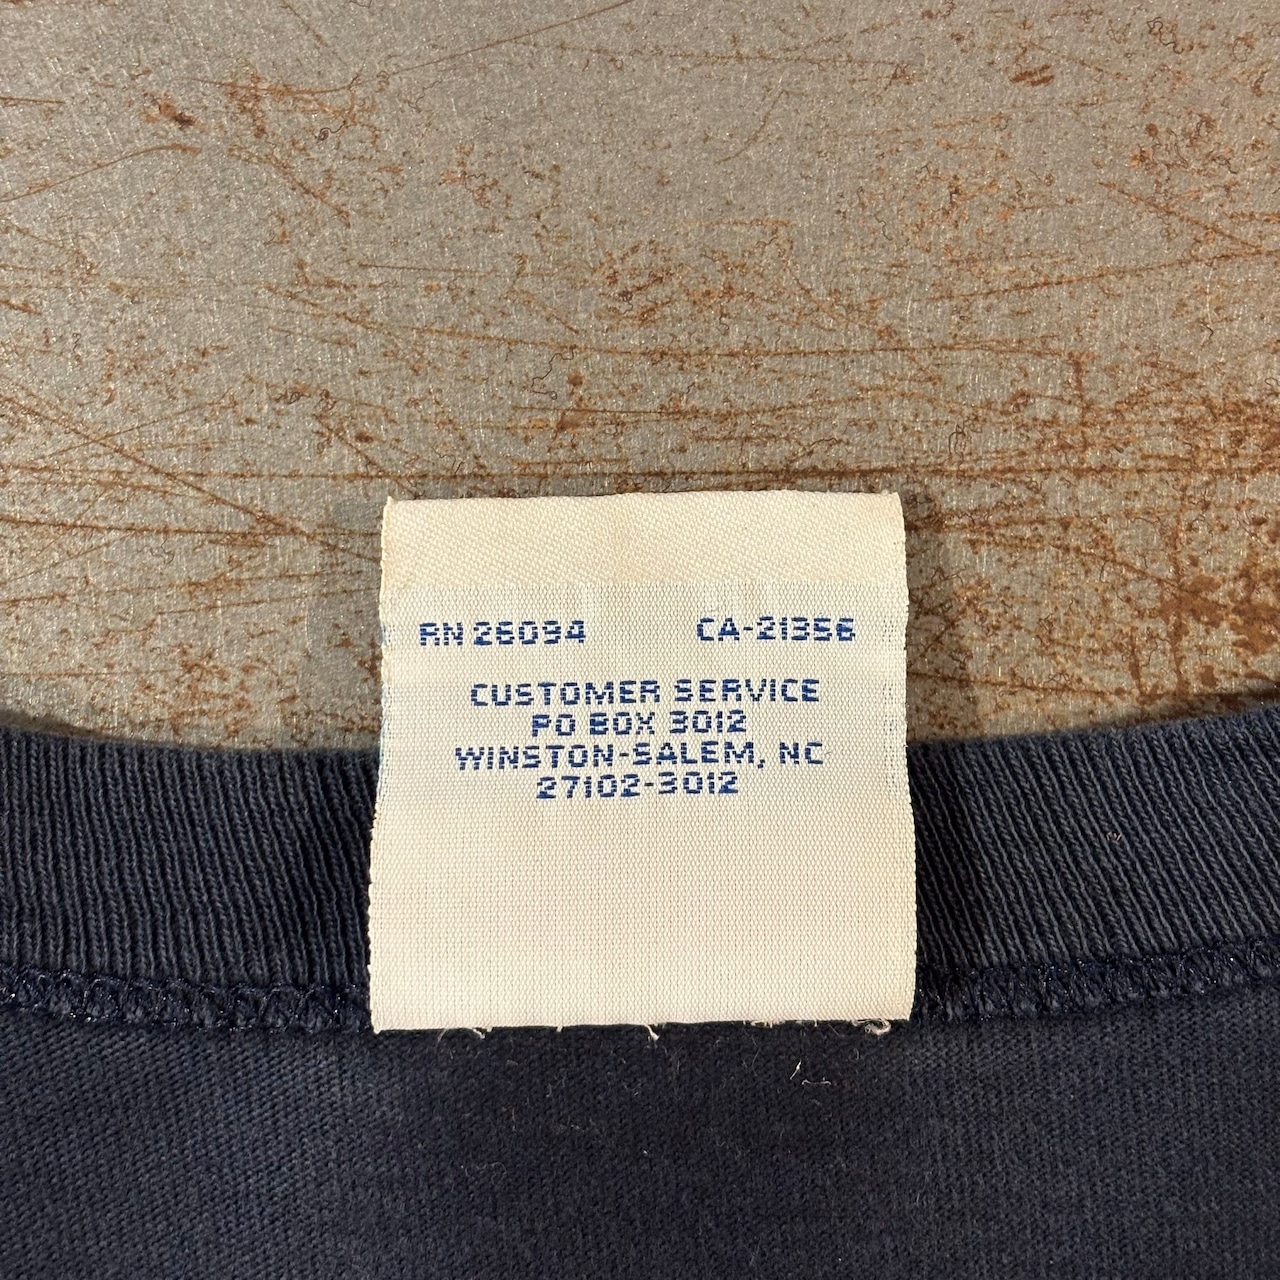 RN 26094 CA-21356
CUSTOMER SERVICE
PO BOX 3012
WINSTON-SALEM, NC
27102-3012